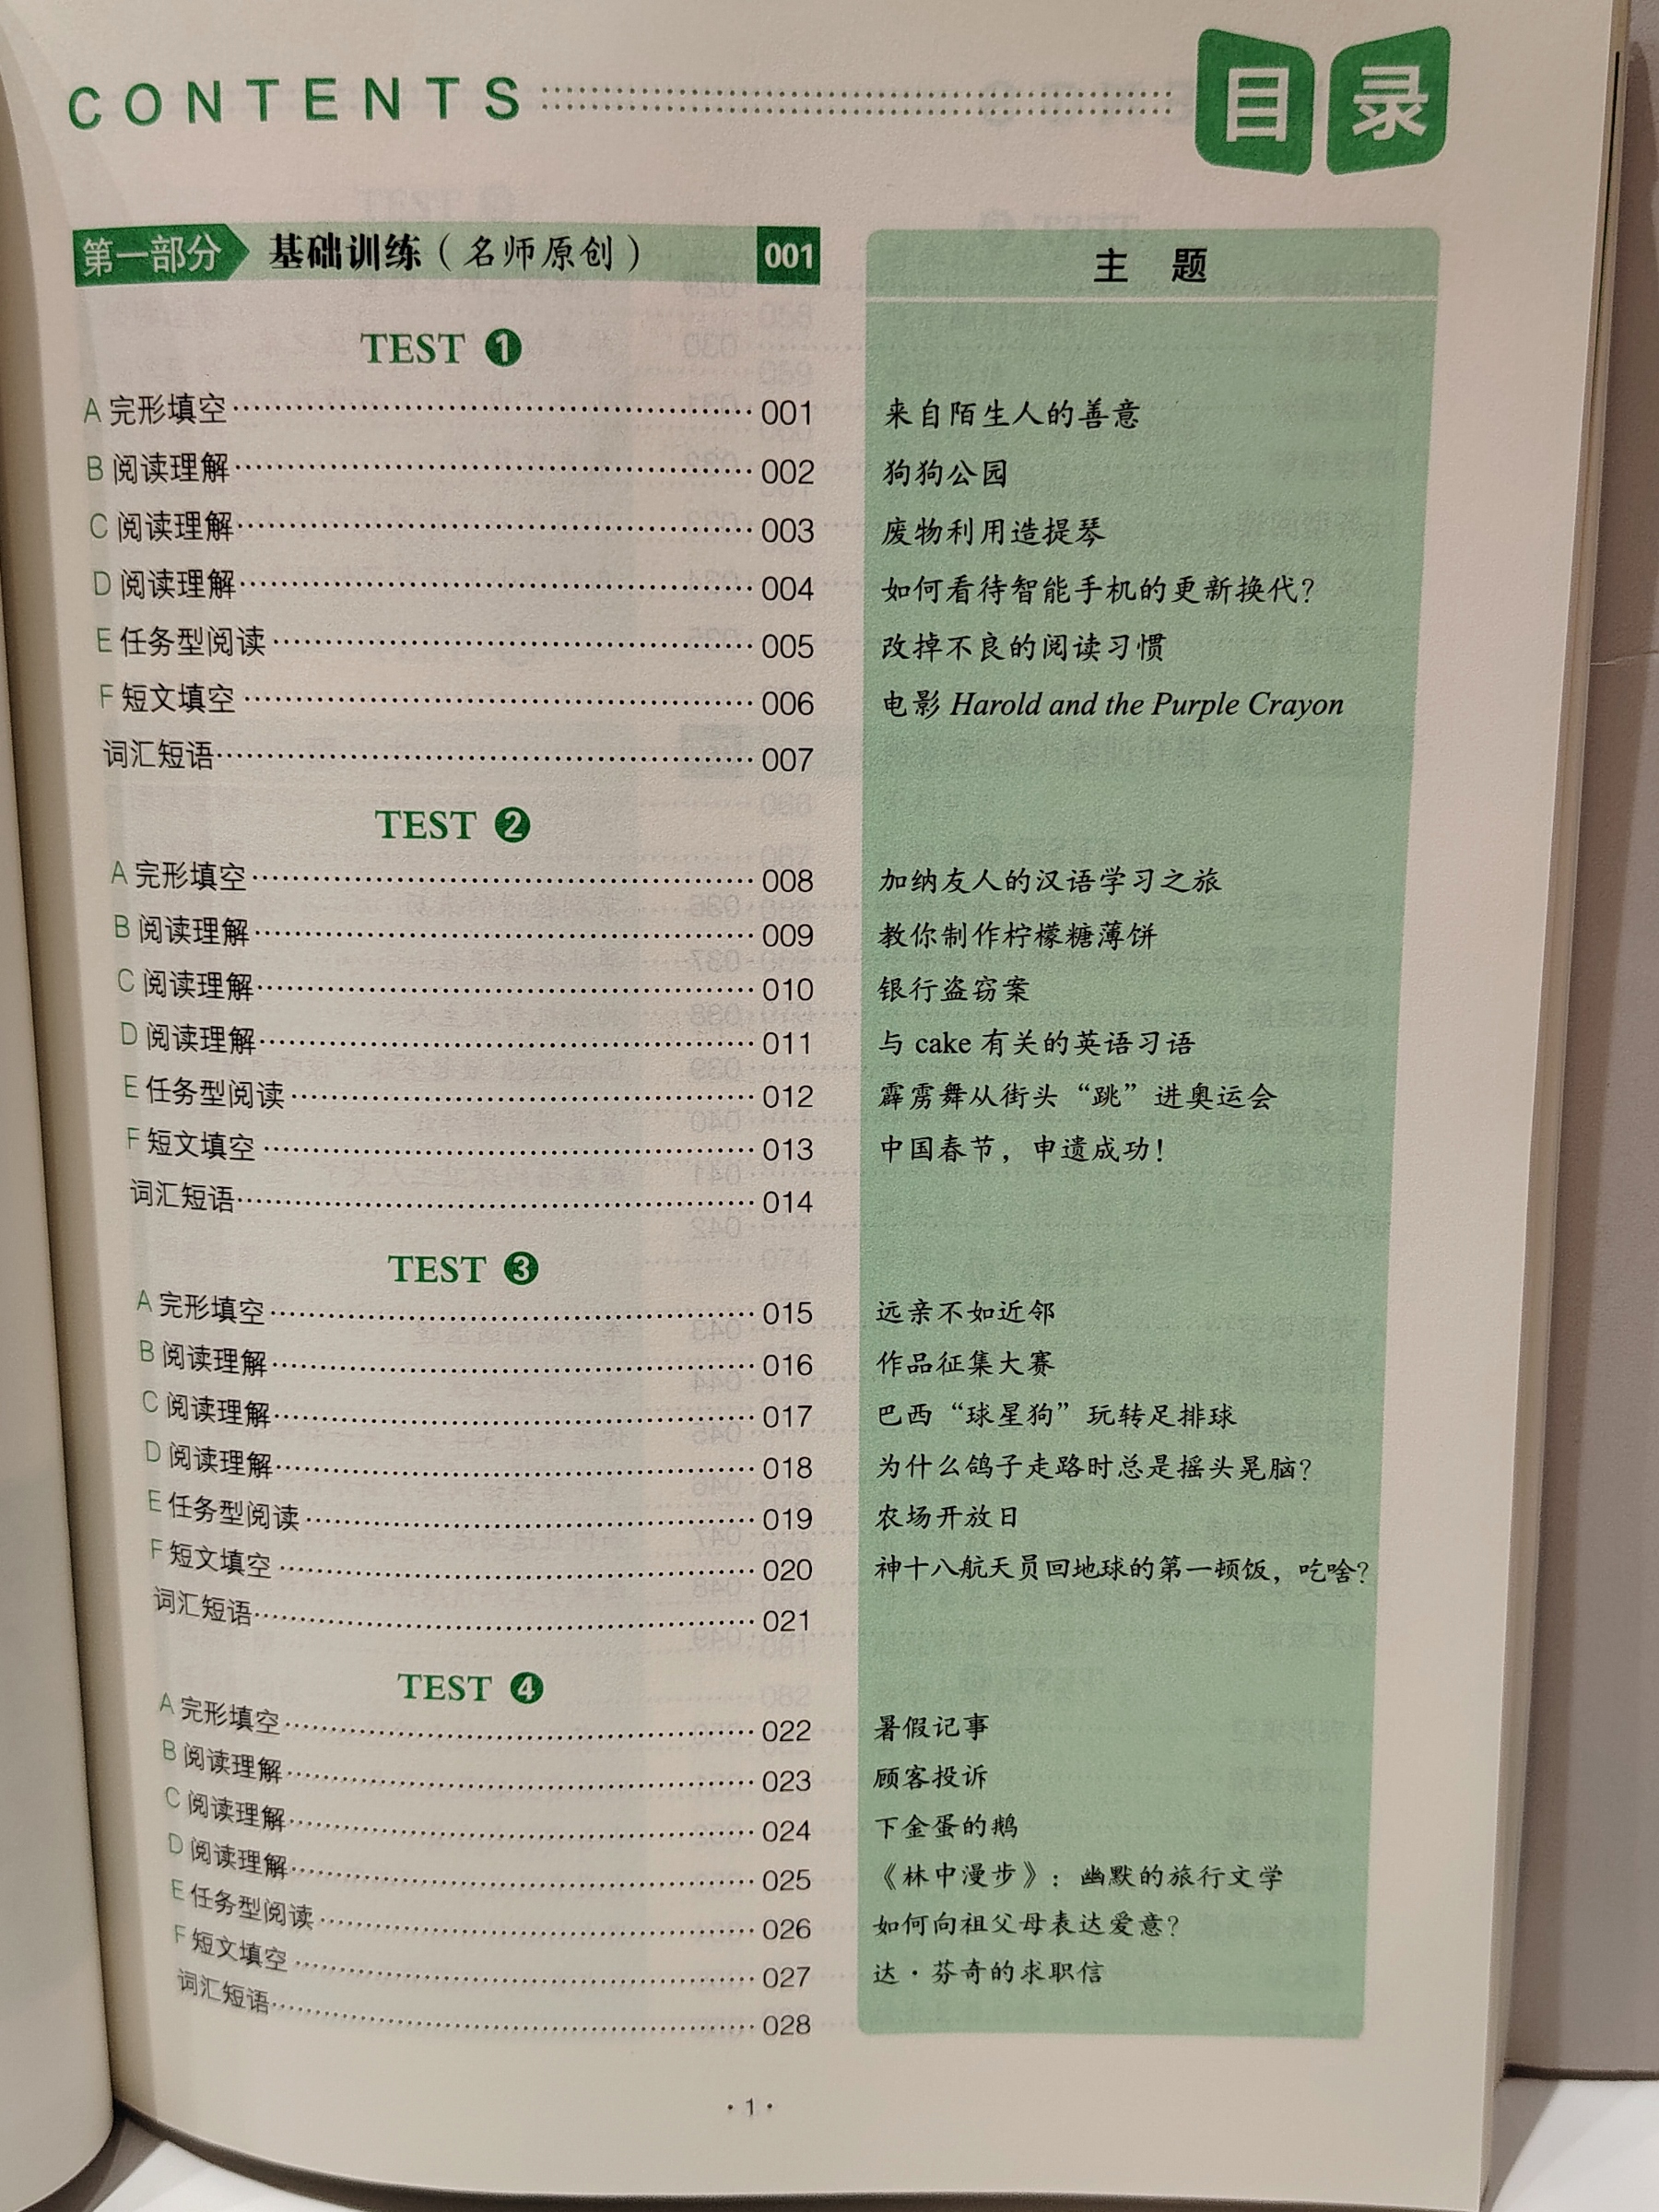 CONTENTS 目录
第一部分 基础训练（名师原创） 001
主 题
TEST 1
A 完形填空 001 来自陌生人的善意
B 阅读理解 002 狗狗公园
C 阅读理解 003 废物利用造提琴
D 阅读理解 004 如何看待智能手机的更新换代？
E 任务型阅读 005 改掉不良的阅读习惯
F 短文填空 006 电影 Harold and the Purple Crayon
词汇短语 007
TEST 2
A 完形填空 008 加纳友人的汉语学习之旅
B 阅读理解 009 教你制作柠檬糖薄饼
C 阅读理解 010 银行盗窃案
D 阅读理解 011 与 cake 有关的英语习语
E 任务型阅读 012 霹雳舞从街头“跳”进奥运会
F 短文填空 013 中国春节，申遗成功！
词汇短语 014
TEST 3
A 完形填空 015 远亲不如近邻
B 阅读理解 016 作品征集大赛
C 阅读理解 017 巴西“球星狗”玩转足排球
D 阅读理解 018 为什么鸽子走路时总是摇头晃脑？
E 任务型阅读 019 农场开放日
F 短文填空 020 神十八航天员回地球的第一顿饭，吃啥？
词汇短语 021
TEST 4
A 完形填空 022 暑假记事
B 阅读理解 023 顾客投诉
C 阅读理解 024 下金蛋的鹅
D 阅读理解 025 《林中漫步》：幽默的旅行文学
E 任务型阅读 026 如何向祖父母表达爱意？
F 短文填空 027 达·芬奇的求职信
词汇短语 028
· 1 ·